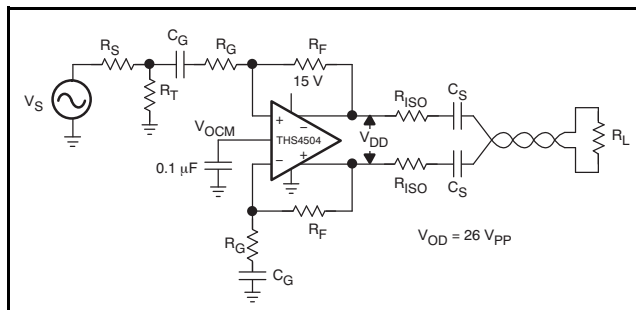 R_S
C_G
R_G
R_F
15 V
V_S
R_T
V_OCM
+
−
THS4504
−
+
V_DD
R_ISO
C_S
R_L
0.1 μF
R_ISO
C_S
R_G
R_F
V_OD = 26 V_PP
C_G